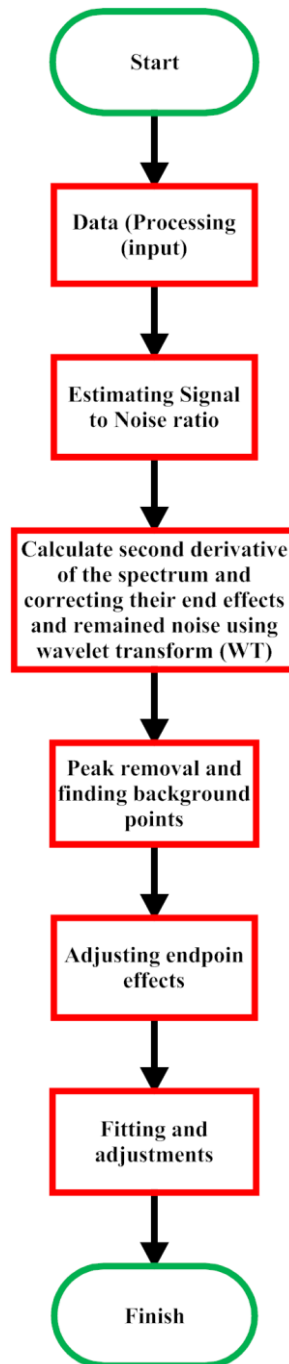 Start
Data (Processing
(input)
Estimating Signal
to Noise ratio
Calculate second derivative
of the spectrum and
correcting their end effects
and remained noise using
wavelet transform (WT)
Peak removal and
finding background
points
Adjusting endpoin
effects
Fitting and
adjustments
Finish